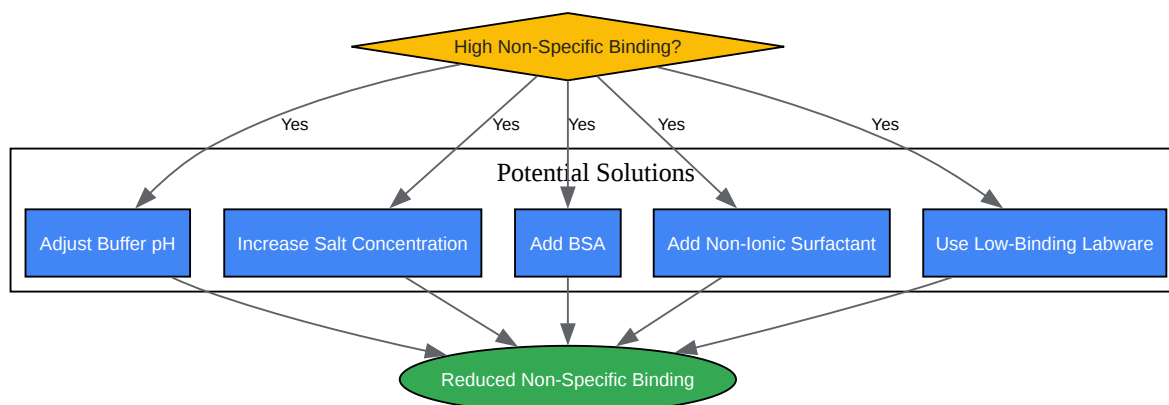 High Non-Specific Binding?
Yes
Yes
Yes
Yes
Yes
Potential Solutions
Adjust Buffer pH
Increase Salt Concentration
Add BSA
Add Non-Ionic Surfactant
Use Low-Binding Labware
Reduced Non-Specific Binding